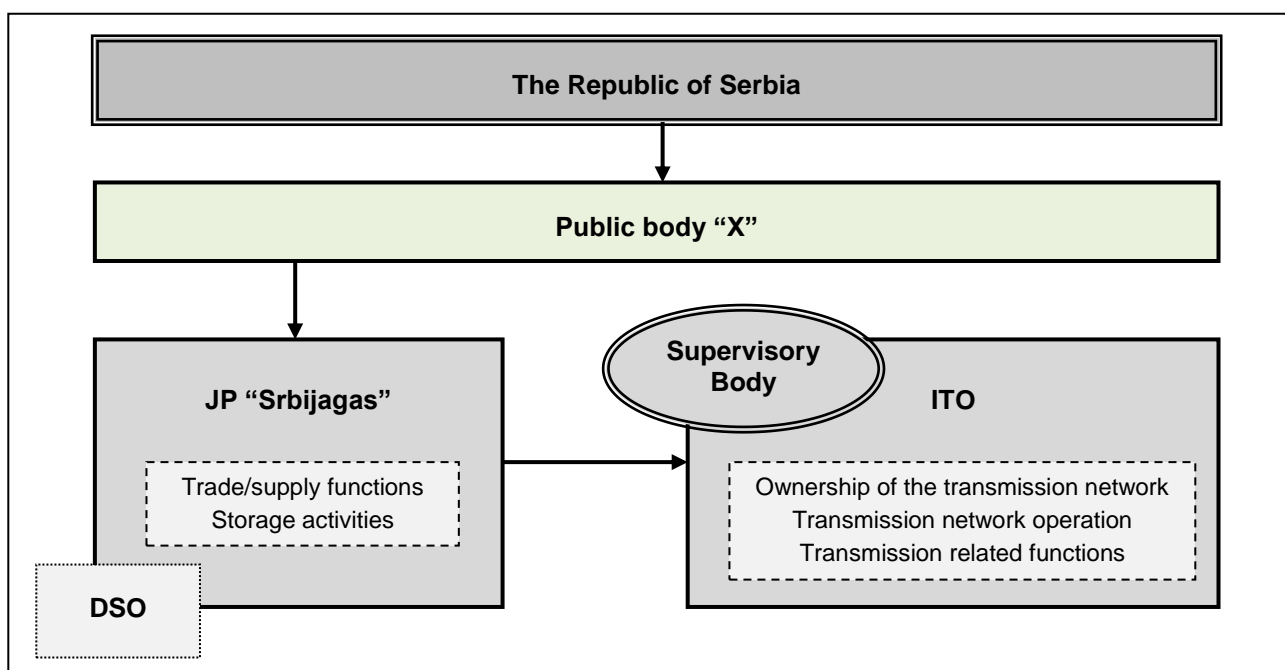 The Republic of Serbia
Public body “X”
JP “Srbijagas”
Trade/supply functions
Storage activities
DSO
Supervisory
Body
ITO
Ownership of the transmission network
Transmission network operation
Transmission related functions